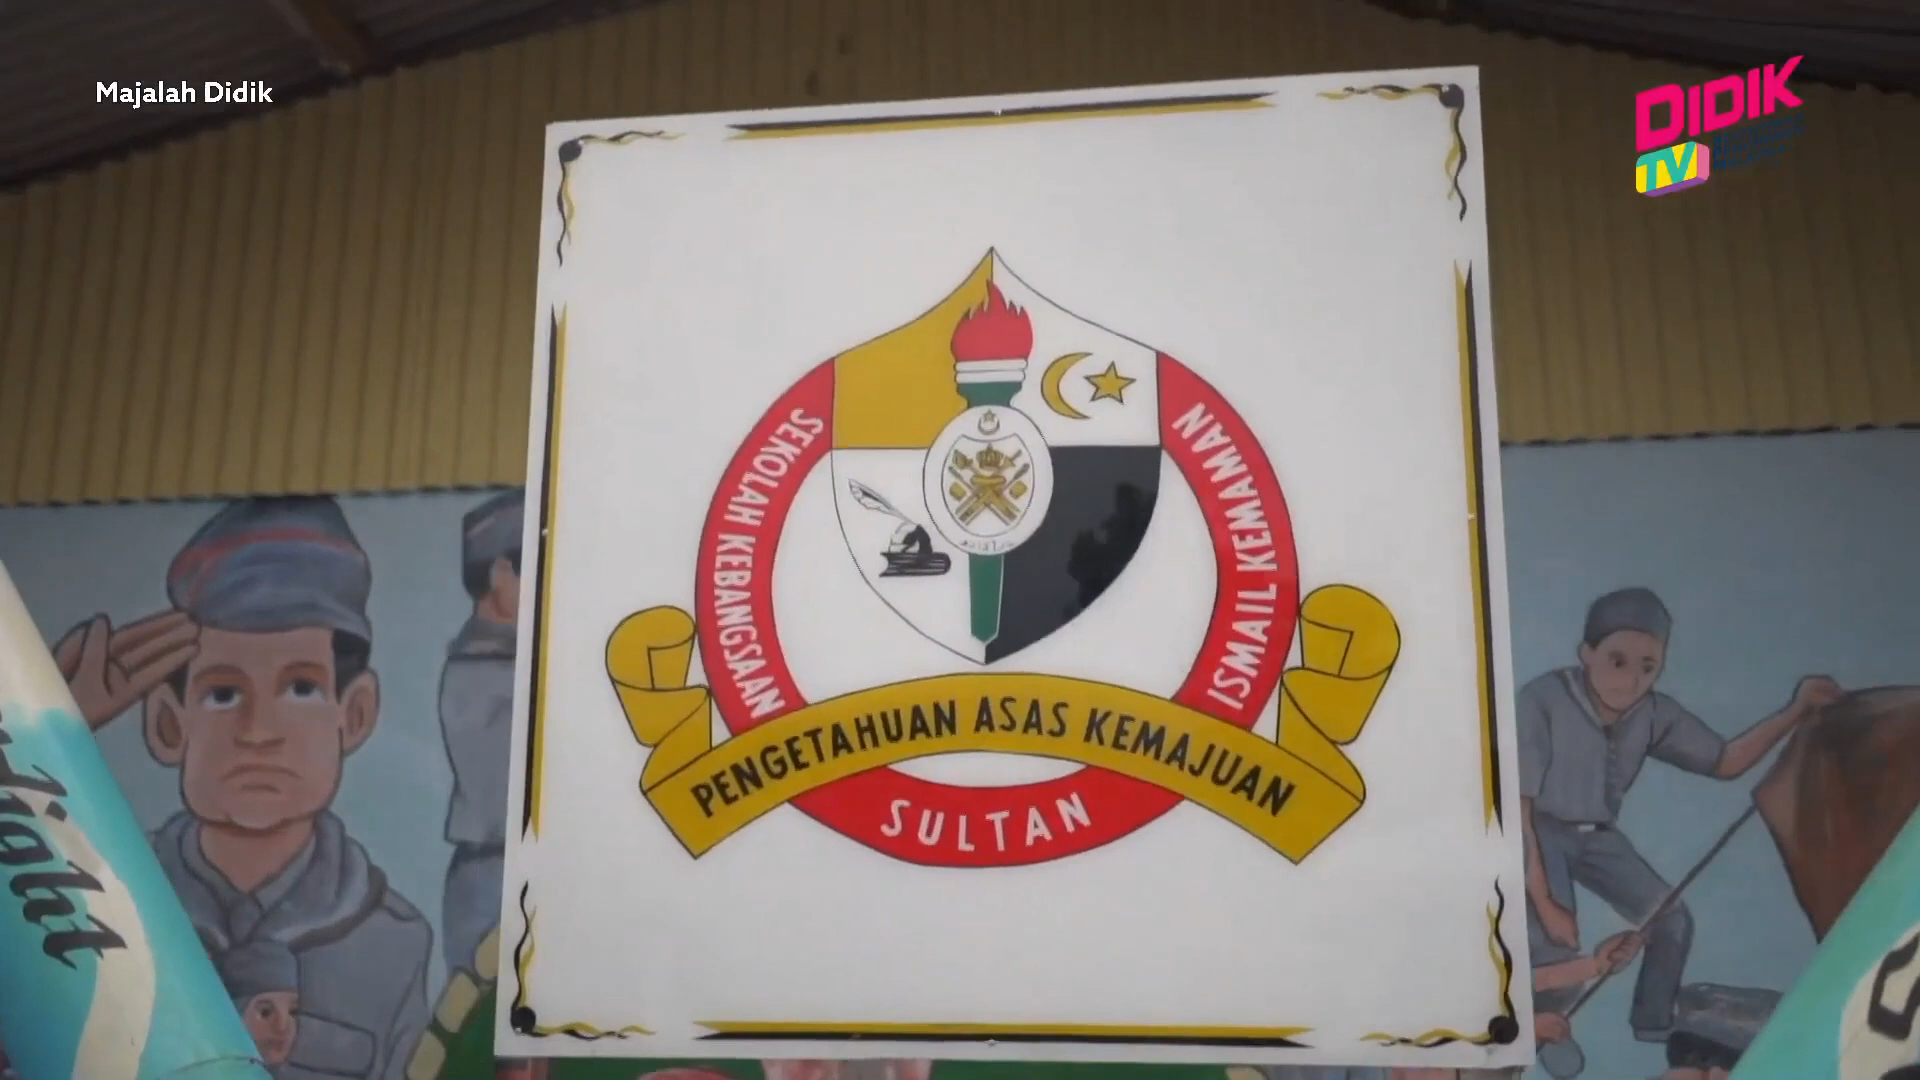 Majalah Didik
DIDIK
TV
SEKOLAH KEBANGSAAN
SULTAN
ISMAIL KEMAMAN
PENGETAHUAN ASAS KEMAJUAN